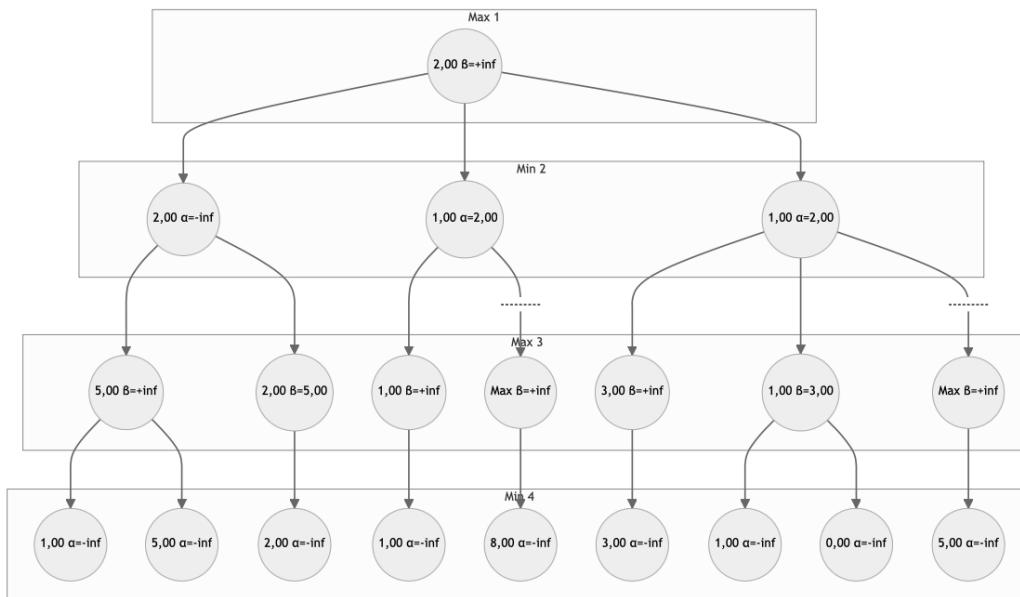 Max 1
2,00 β=+inf
Min 2
2,00 α=-inf
1,00 α=2,00
1,00 α=2,00
Max 3
5,00 β=+inf
2,00 β=5,00
1,00 β=+inf
Max β=+inf
3,00 β=+inf
1,00 β=3,00
Max β=+inf
Min 4
1,00 α=-inf
5,00 α=-inf
2,00 α=-inf
1,00 α=-inf
8,00 α=-inf
3,00 α=-inf
1,00 α=-inf
0,00 α=-inf
5,00 α=-inf